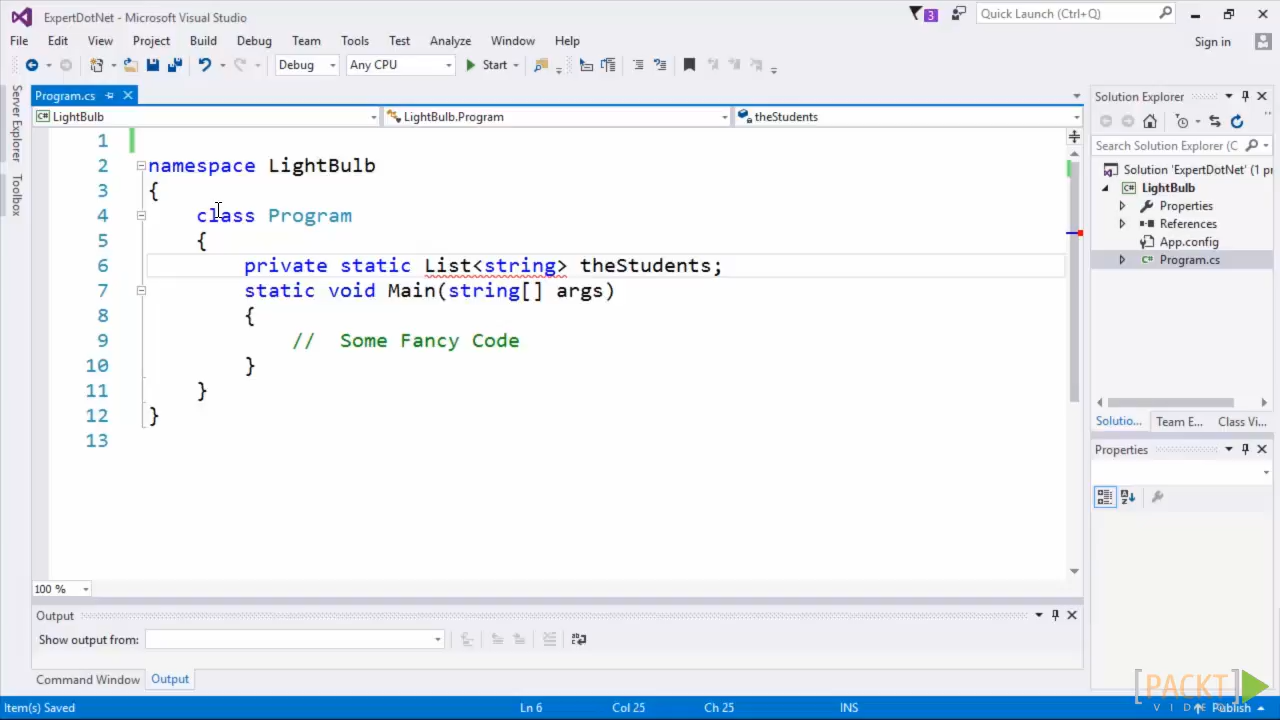 ExpertDotNet - Microsoft Visual Studio
3
Quick Launch (Ctrl+Q)
File Edit View Project Build Debug Team Tools Test Analyze Window Help
Sign in
Debug Any CPU Start
Server Explorer
Toolbox
Program.cs
LightBulb LightBulb.Program theStudents
1
2 namespace LightBulb
3 {
4 class Program
5 {
6 private static List<string> theStudents;
7 static void Main(string[] args)
8 {
9 // Some Fancy Code
10 }
11 }
12 }
13
100 %
Output
Show output from:
Command Window Output
Solution Explorer
Search Solution Explorer (C
Solution 'ExpertDotNet' (1 p
LightBulb
Properties
References
App.config
Program.cs
Solutio... Team E... Class Vi...
Properties
Item(s) Saved Ln 6 Col 25 Ch 25 INS Publish
[PACKT]
VIDEO